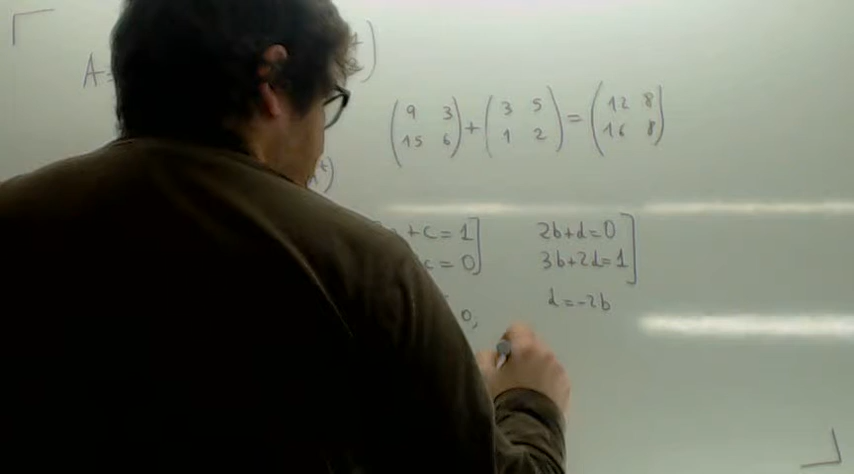 A=
(9 3) + (3 5) = (12 8)
(15 6) (1 2) (16 8)
t)
+c=1] 2b+d=0
c=0] 3b+2d=1]
d=-2b
0,